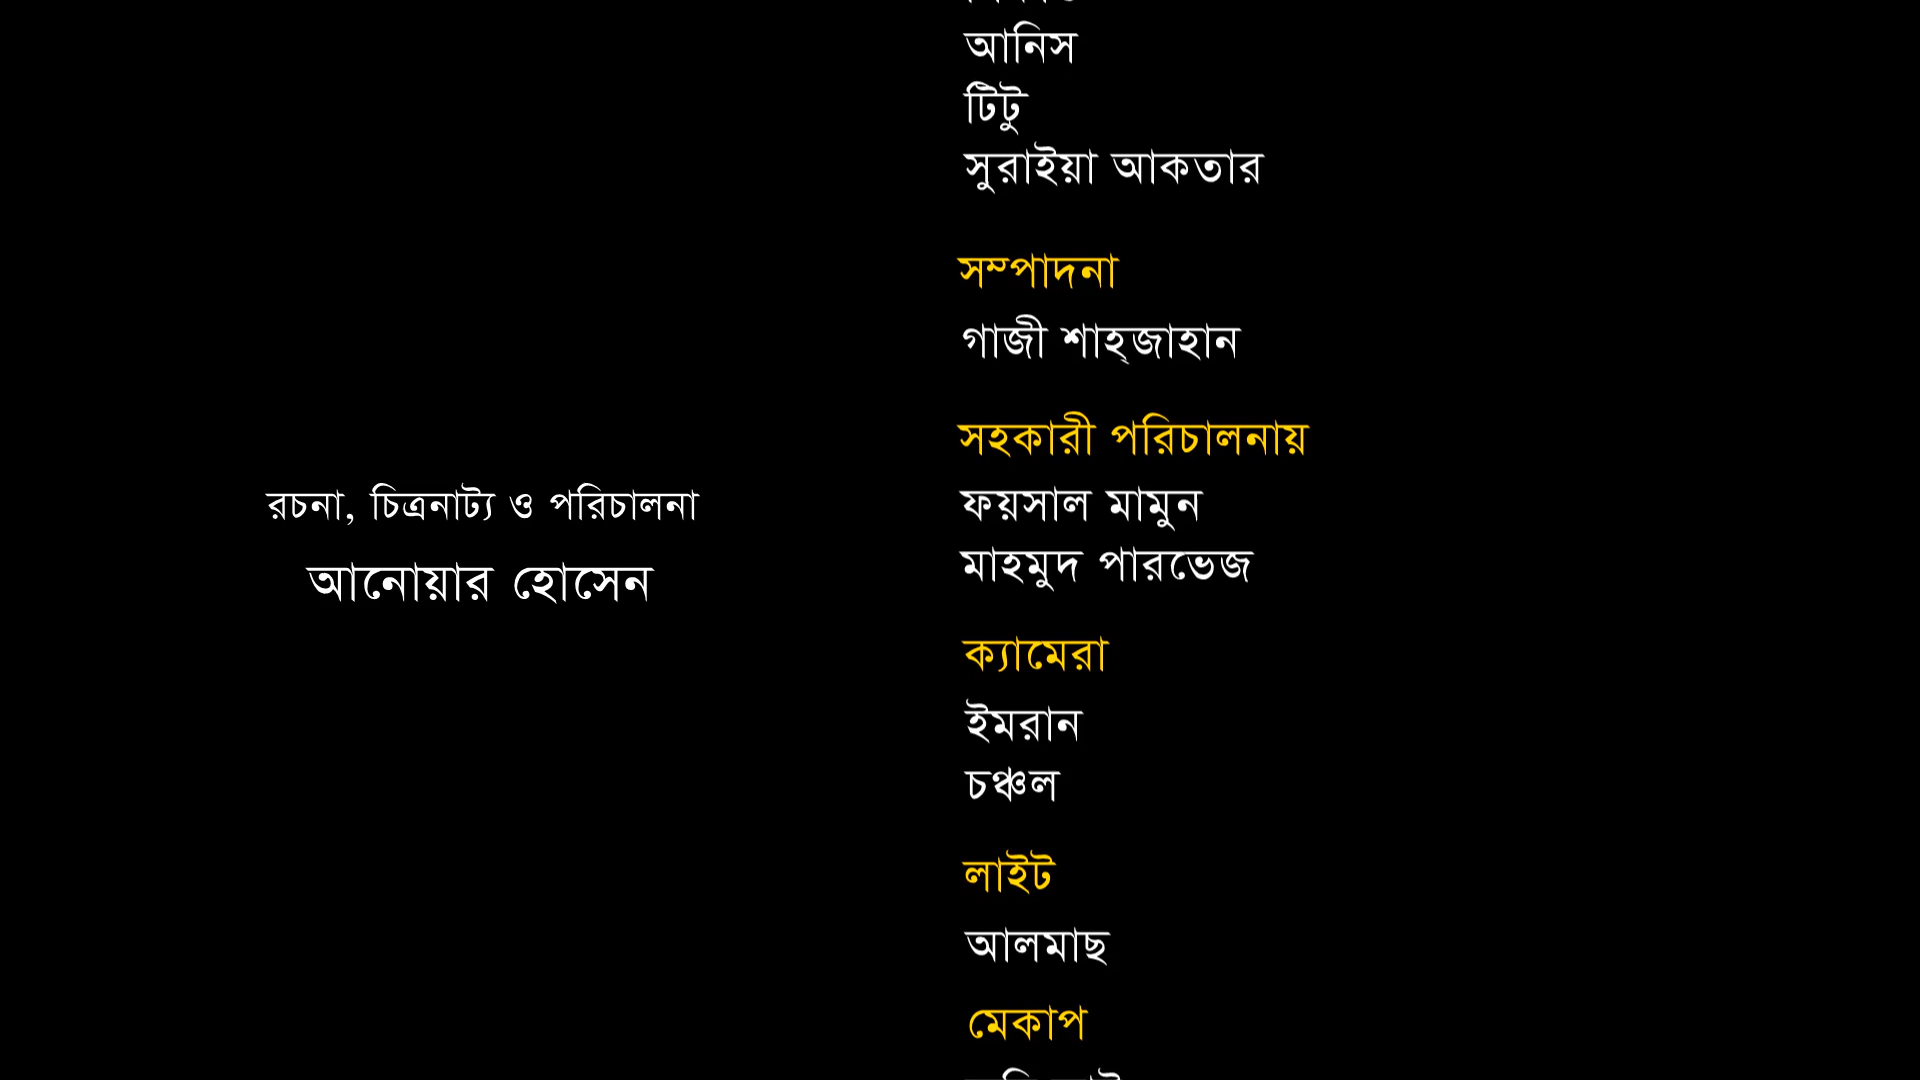 রচনা, চিত্রনাট্য ও পরিচালনা
আনোয়ার হোসেন
আনিস
টিটু
সুরাইয়া আকতার
সম্পাদনা
গাজী শাহ্জাহান
সহকারী পরিচালনায়
ফয়সাল মামুন
মাহমুদ পারভেজ
ক্যামেরা
ইমরান
চঞ্চল
লাইট
আলমাছ
মেকাপ